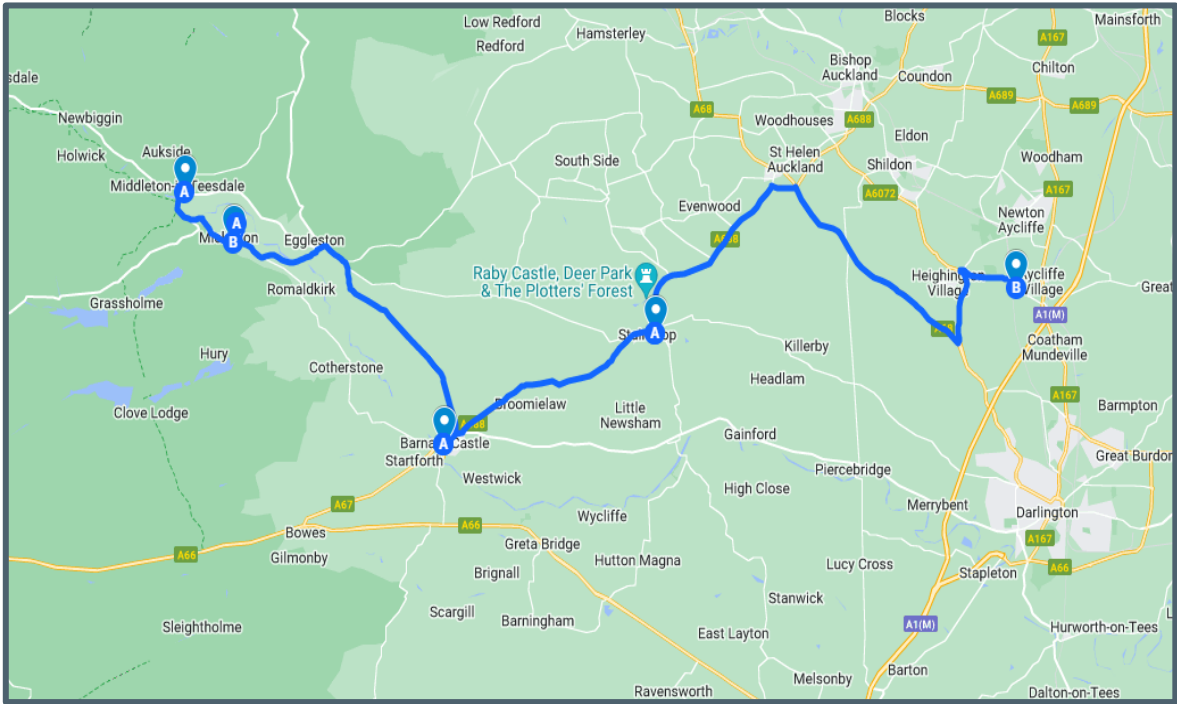 Low Redford
Blocks
Mainsforth
Hamsterley
A167
Redford
Bishop
Auckland
Coundon
Chilton
sdale
A689
A689
A68
Newbiggin
Woodhouses
A688
Eldon
Holwick
Aukside
South Side
St Helen
Auckland
Shildon
Woodham
Middleton-in-Teesdale
A6072
A167
A
Evenwood
Newton
Aycliffe
A
B
Eggleston
Raby Castle, Deer Park
& The Plotters' Forest
Heighington
Village
Aycliffe
Village
Romaldkirk
B
Great
Grassholme
A1(M)
A
Killerby
Coatham
Mundeville
Hury
Cotherstone
Headlam
A167
Clove Lodge
Broomielaw
Little
Newsham
Barmpton
Barnard Castle
A
Gainford
Startforth
Great Burdon
Westwick
Piercebridge
High Close
A67
Merrybent
Darlington
Wycliffe
Bowes
A66
A66
Gilmonby
Greta Bridge
Hutton Magna
A167
Lucy Cross
Stapleton
A66
Brignall
Stanwick
Scargill
Barningham
A1(M)
Sleightholme
East Layton
Hurworth-on-Tees
Barton
Melsonby
Ravensworth
Dalton-on-Tees